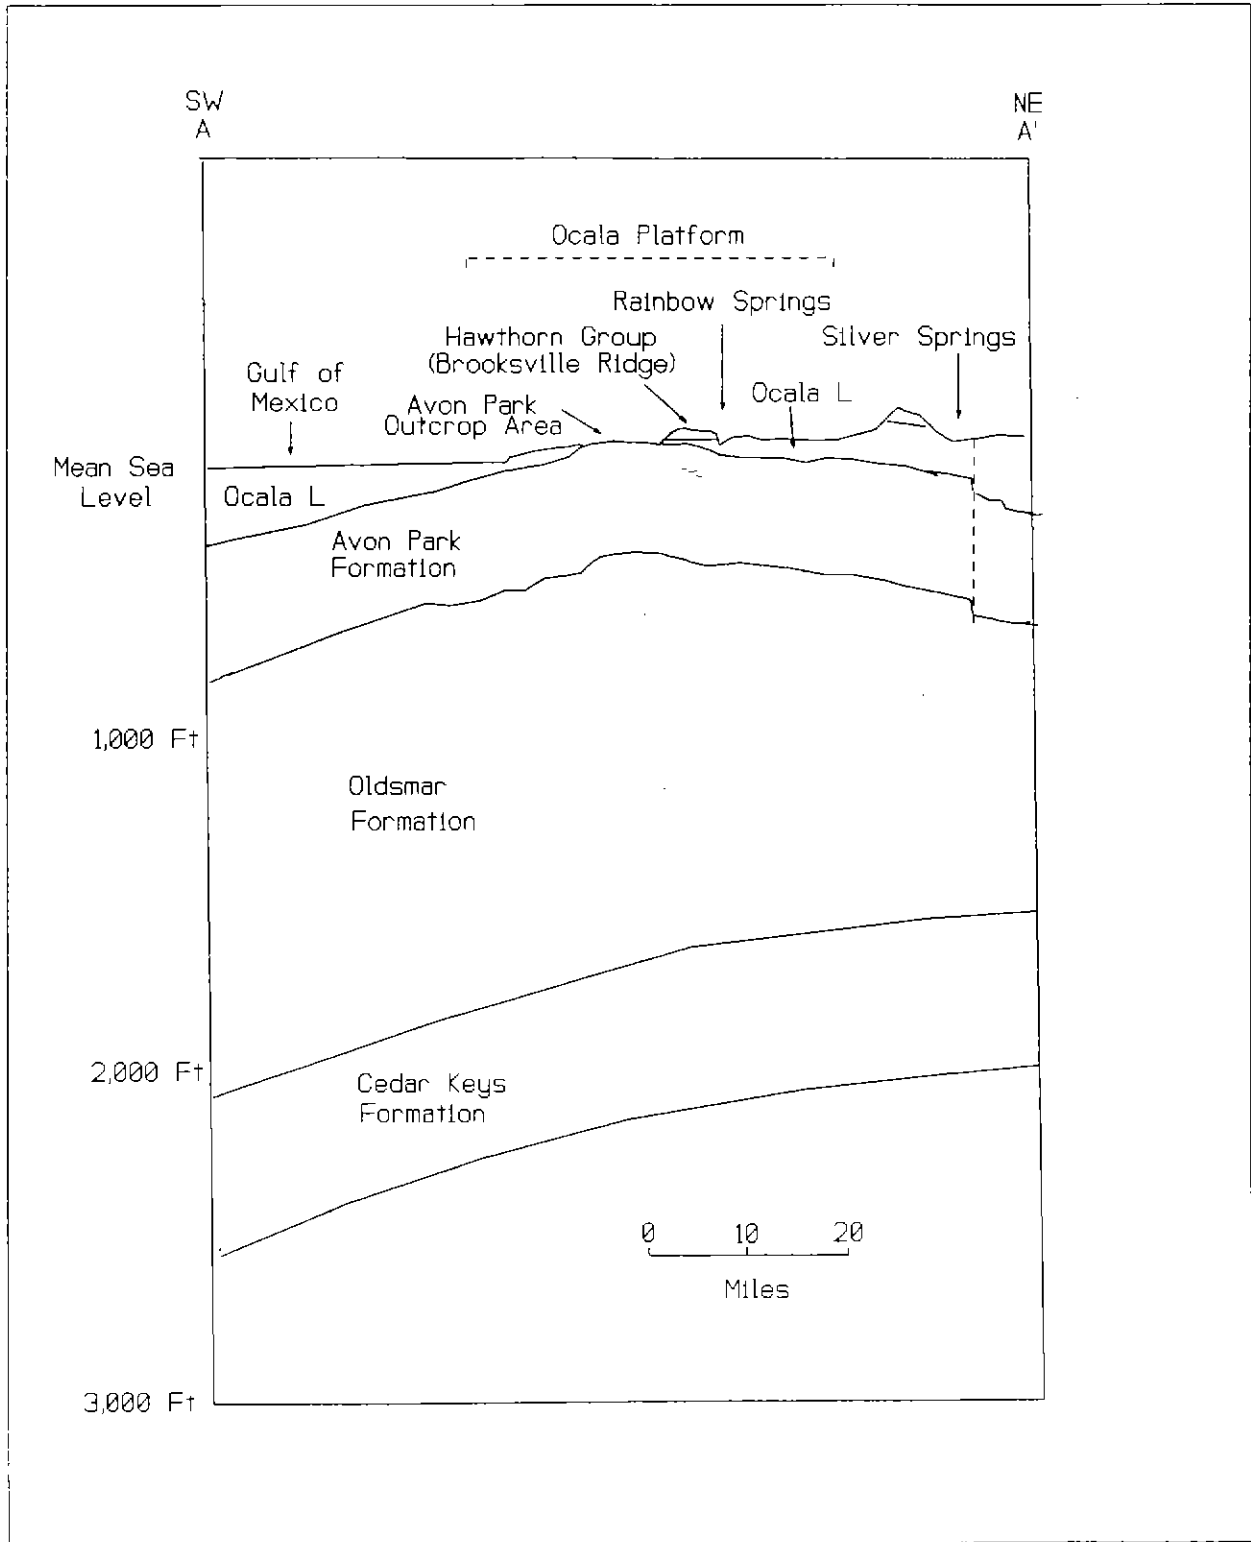 SW
A
NE
A'
Ocala Platform
Rainbow Springs
Hawthorn Group
(Brooksville Ridge)
Silver Springs
Gulf of
Mexico
Avon Park
Outcrop Area
Ocala L
Mean Sea
Level
Ocala L
Avon Park
Formation
1,000 Ft
Oldsmar
Formation
2,000 Ft
Cedar Keys
Formation
0 10 20
Miles
3,000 Ft